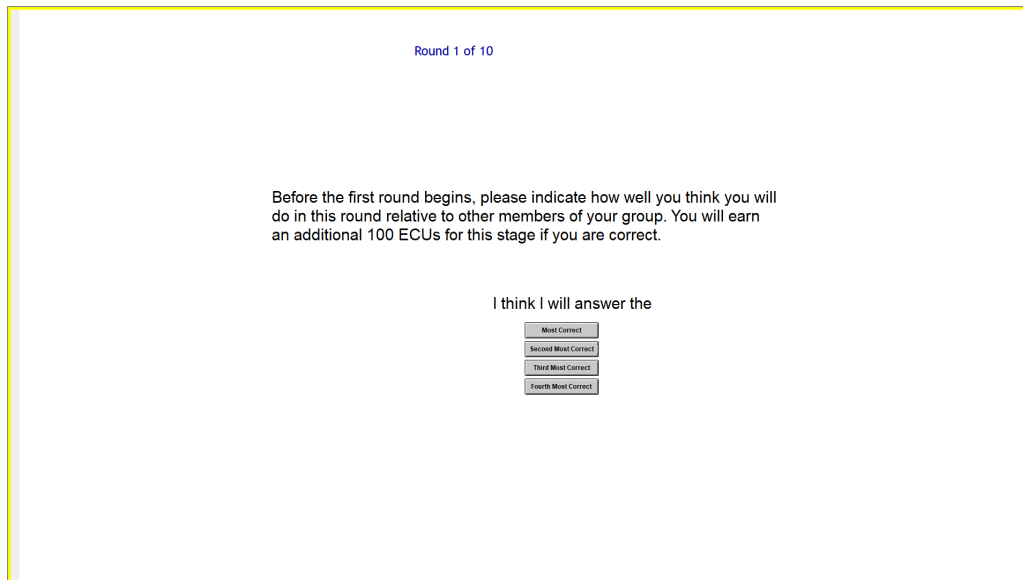 Round 1 of 10
Before the first round begins, please indicate how well you think you will
do in this round relative to other members of your group. You will earn
an additional 100 ECUs for this stage if you are correct.
I think I will answer the
Most Correct
Second Most Correct
Third Most Correct
Fourth Most Correct